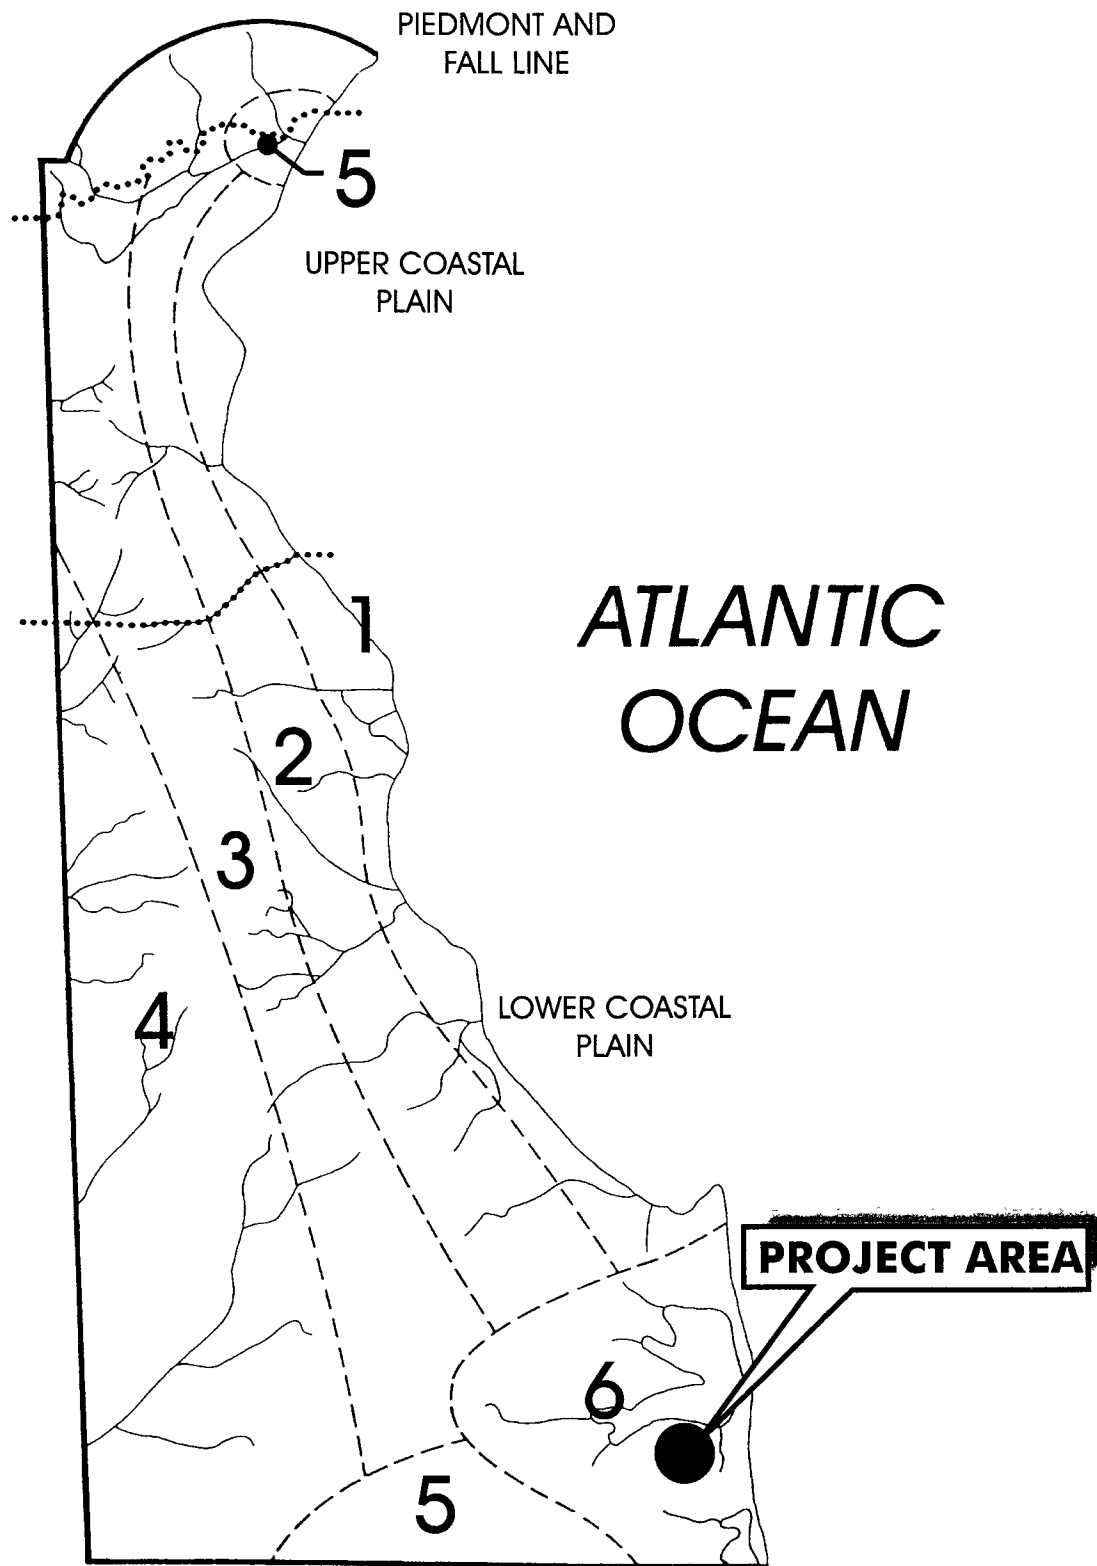 PIEDMONT AND
FALL LINE
5
UPPER COASTAL
PLAIN
1
ATLANTIC
OCEAN
2
3
4
LOWER COASTAL
PLAIN
PROJECT AREA
6
5